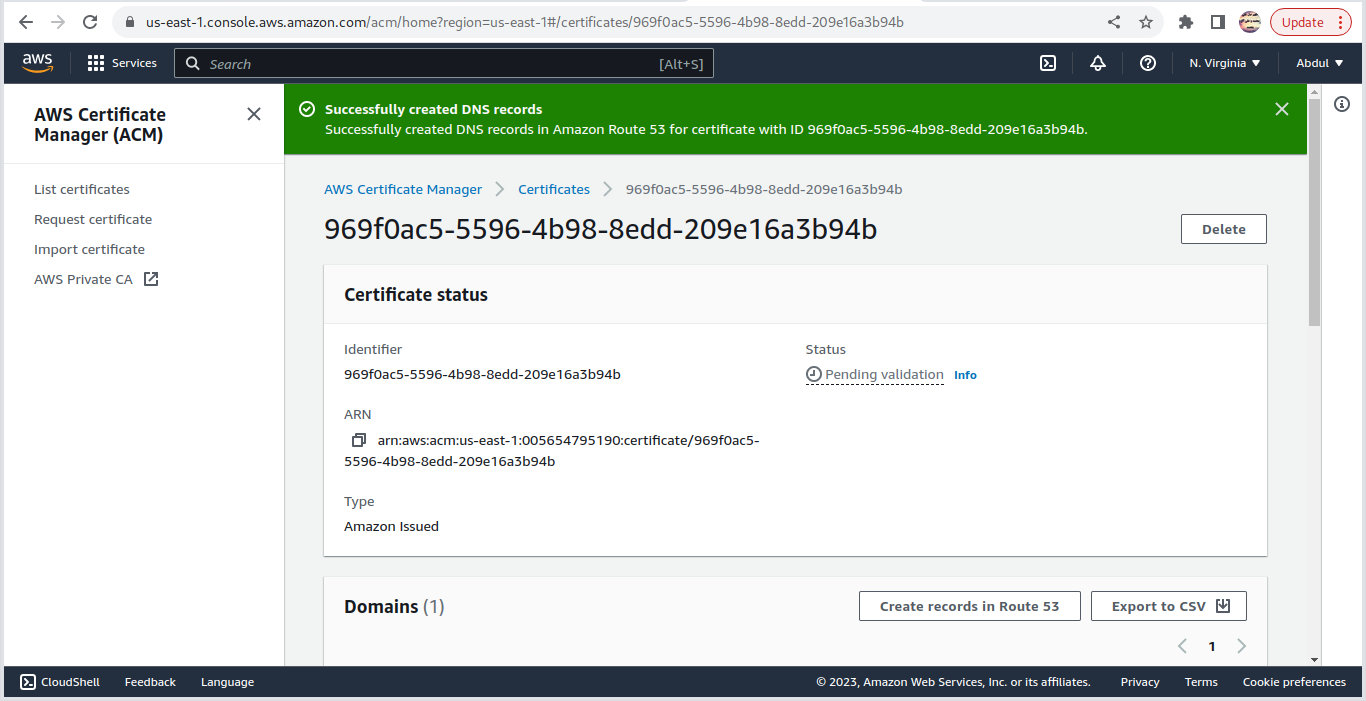 us-east-1.console.aws.amazon.com/acm/home?region=us-east-1#/certificates/969f0ac5-5596-4b98-8edd-209e16a3b94b
Update
aws
Services
Search
[Alt+S]
N. Virginia
Abdul
AWS Certificate
Manager (ACM)
List certificates
Request certificate
Import certificate
AWS Private CA
Successfully created DNS records
Successfully created DNS records in Amazon Route 53 for certificate with ID 969f0ac5-5596-4b98-8edd-209e16a3b94b.
AWS Certificate Manager
Certificates
969f0ac5-5596-4b98-8edd-209e16a3b94b
969f0ac5-5596-4b98-8edd-209e16a3b94b
Delete
Certificate status
Identifier
969f0ac5-5596-4b98-8edd-209e16a3b94b
Status
Pending validation
Info
ARN
arn:aws:acm:us-east-1:005654795190:certificate/969f0ac5-
5596-4b98-8edd-209e16a3b94b
Type
Amazon Issued
Domains (1)
Create records in Route 53
Export to CSV
1
CloudShell
Feedback
Language
© 2023, Amazon Web Services, Inc. or its affiliates.
Privacy
Terms
Cookie preferences